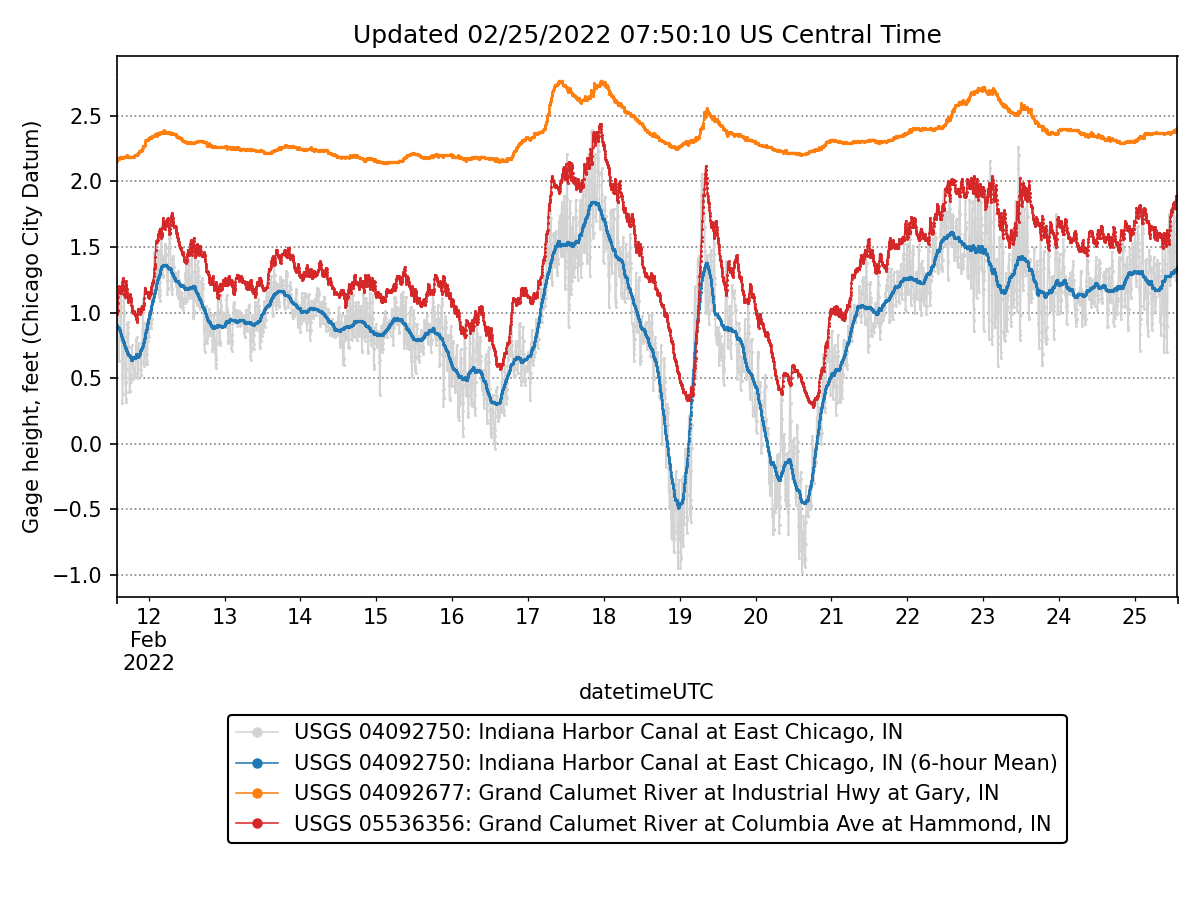 Updated 02/25/2022 07:50:10 US Central Time
Gage height, feet (Chicago City Datum)
2.5
2.0
1.5
1.0
0.5
0.0
−0.5
−1.0
12 13 14 15 16 17 18 19 20 21 22 23 24 25
Feb
2022
datetimeUTC
USGS 04092750: Indiana Harbor Canal at East Chicago, IN
USGS 04092750: Indiana Harbor Canal at East Chicago, IN (6-hour Mean)
USGS 04092677: Grand Calumet River at Industrial Hwy at Gary, IN
USGS 05536356: Grand Calumet River at Columbia Ave at Hammond, IN